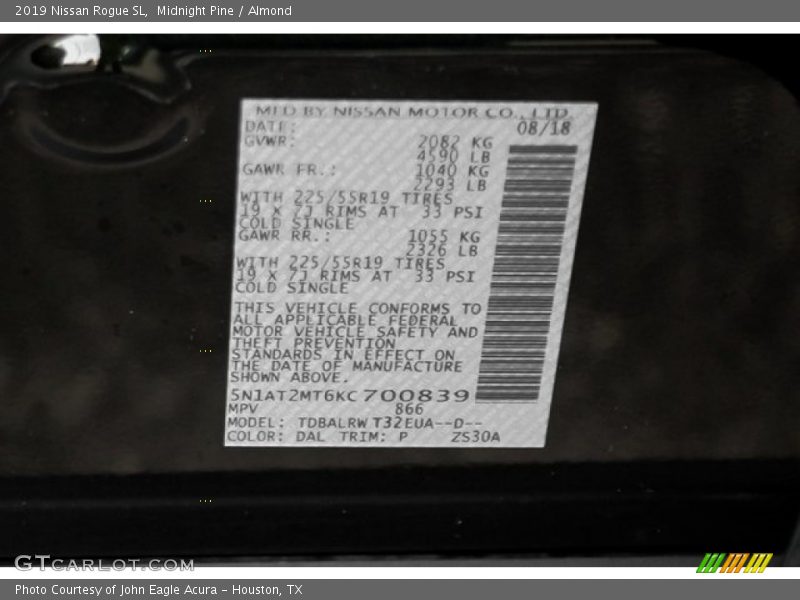 2019 Nissan Rogue SL, Midnight Pine / Almond
MFD BY NISSAN MOTOR CO., LTD.
DATE: 08/18
GVWR: 2082 KG
4590 LB
GAWR FR.: 1040 KG
2293 LB
WITH 225/55R19 TIRES
19 X 7J RIMS AT 33 PSI
COLD SINGLE
GAWR RR.: 1055 KG
2326 LB
WITH 225/55R19 TIRES
19 X 7J RIMS AT 33 PSI
COLD SINGLE
THIS VEHICLE CONFORMS TO
ALL APPLICABLE FEDERAL
MOTOR VEHICLE SAFETY AND
THEFT PREVENTION
STANDARDS IN EFFECT ON
THE DATE OF MANUFACTURE
SHOWN ABOVE.
5N1AT2MT6KC700839
MPV 866
MODEL: TDBALRW T32EUA--D--
COLOR: DAL TRIM: P ZS30A
GTCARLOT.COM
Photo Courtesy of John Eagle Acura - Houston, TX